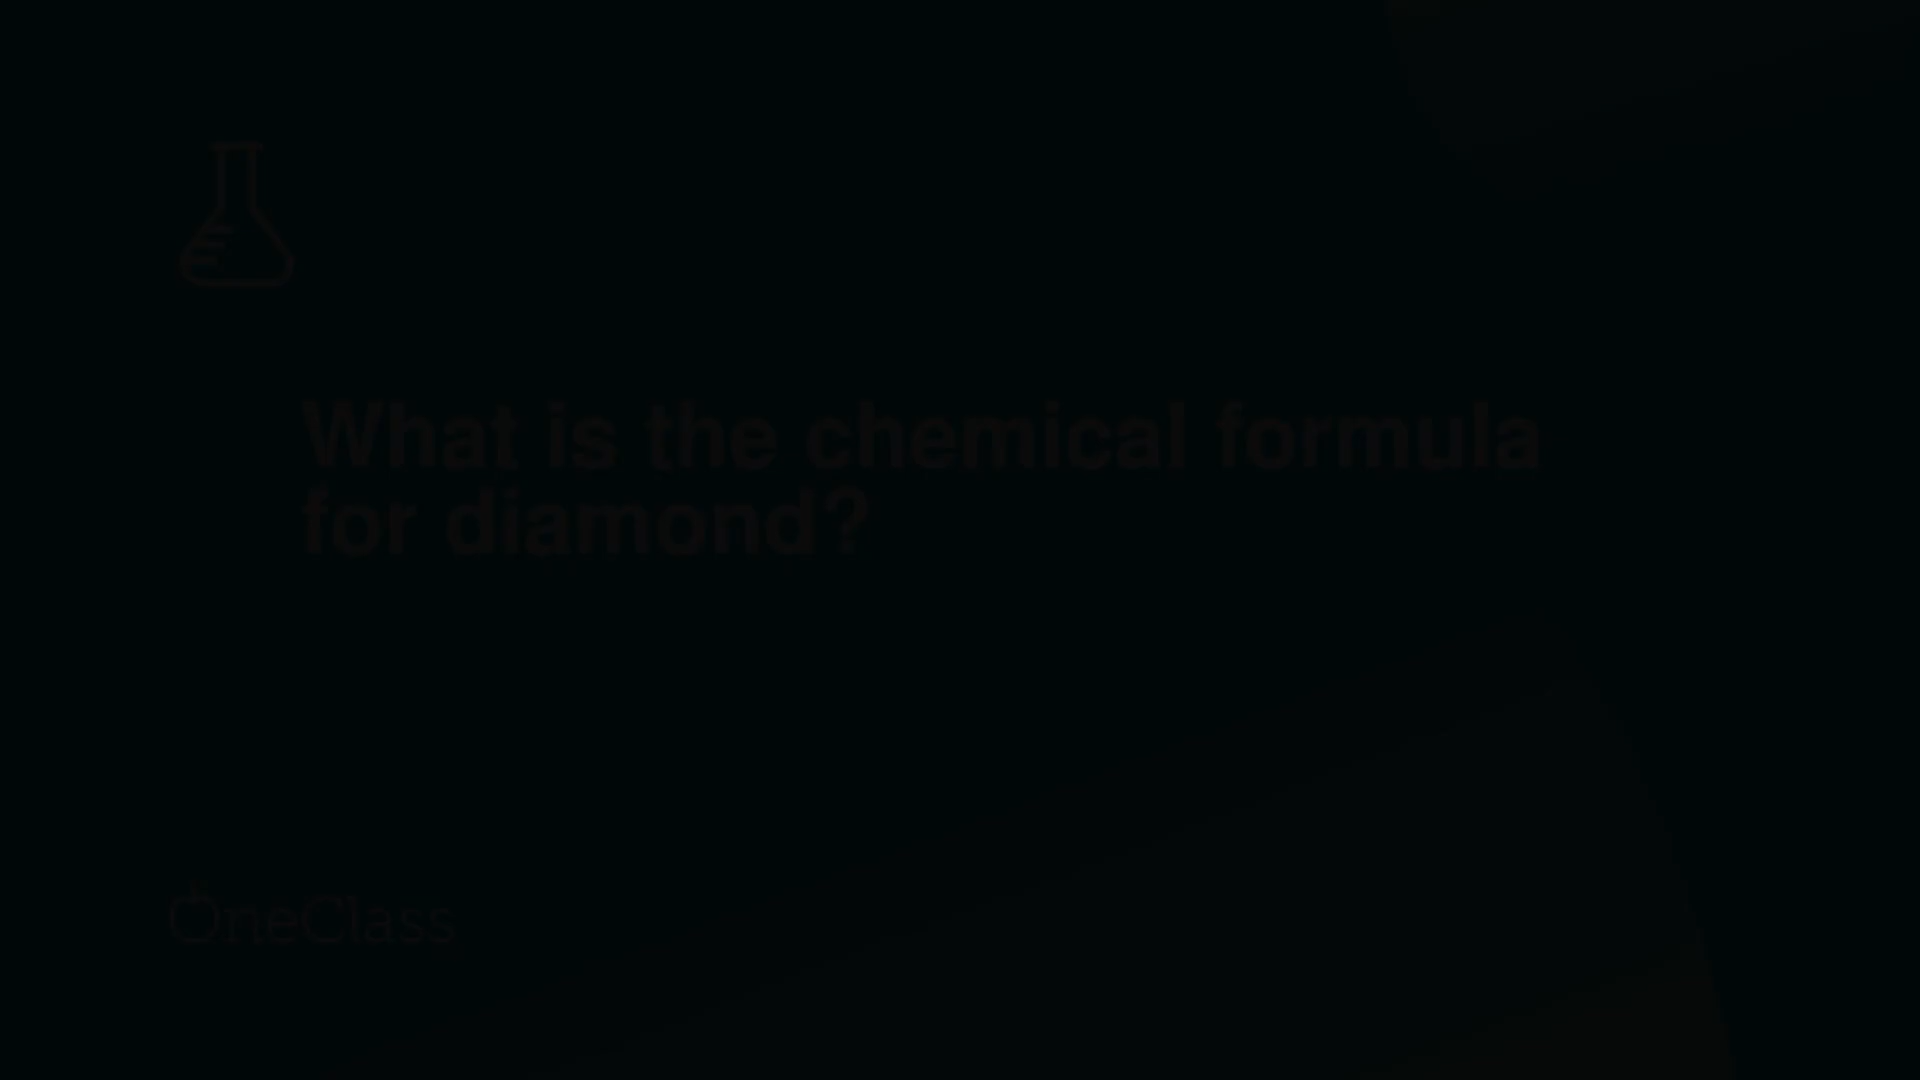 What is the chemical formula
for diamond?
OneClass